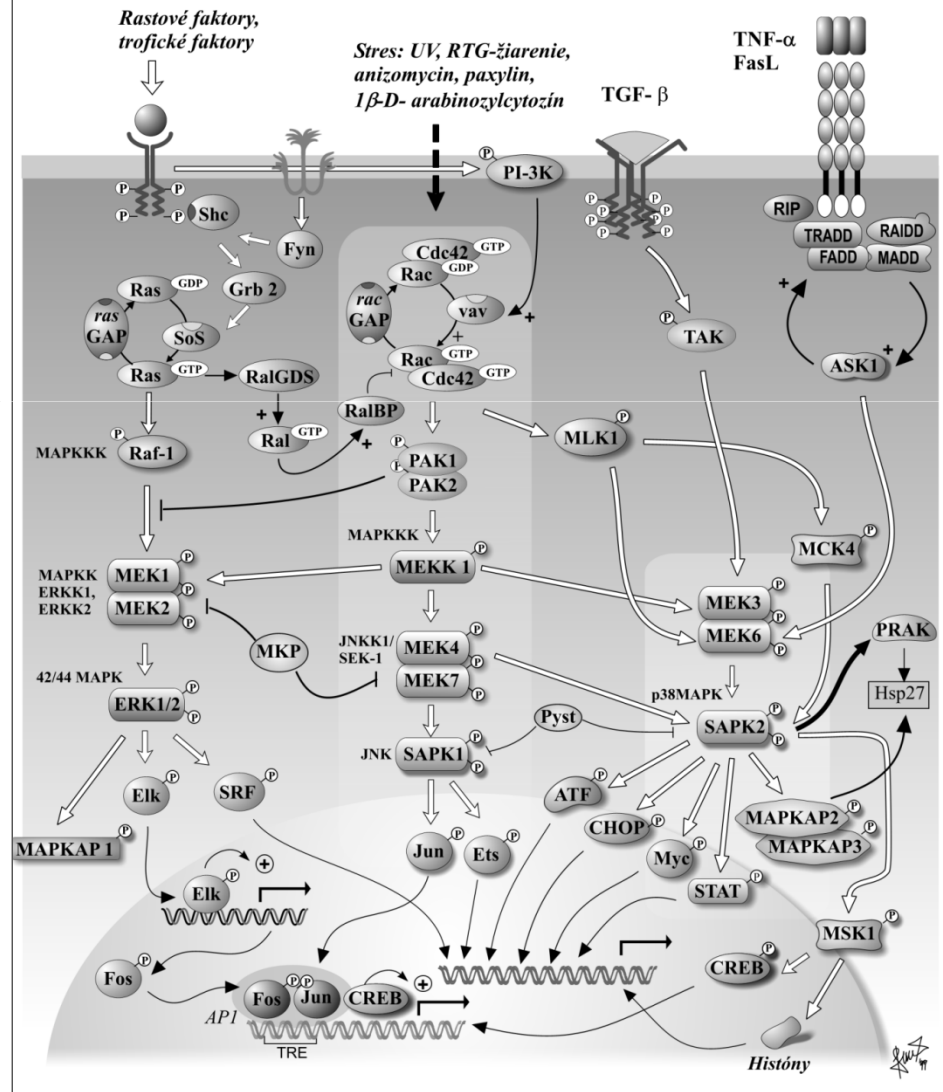 Rastové faktory,
trofické faktory
Stres: UV, RTG-žiarenie,
anizomycin, paxylin,
1β-D- arabinozylcytozín
TGF- β
TNF-α
FasL
P
PI-3K
P
P
P
P
Shc
Fyn
Grb 2
Ras
GDP
ras
GAP
SoS
Ras
GTP
RalGDS
+
Ral
GTP
RalBP
+
Cdc42
GTP
Rac
GDP
rac
GAP
vav
+
+
Rac
GTP
Cdc42
GTP
P
P
P
P
P
P
P
P
TAK
RIP
TRADD
RAIDD
FADD
MADD
+
ASK1
+
MAPKKK
P
Raf-1
P
PAK1
P
PAK2
MLK1
P
MAPKKK
MEKK 1
P
MCK4
P
MAPKK
ERKK1,
ERKK2
MEK1
P
P
MEK2
P
MKP
JNKK1/
SEK-1
MEK4
P
P
MEK7
P
MEK3
P
P
MEK6
P
PRAK
Hsp27
42/44 MAPK
ERK1/2
P
P
JNK
SAPK1
P
P
Pyst
p38MAPK
SAPK2
P
P
Elk
P
SRF
P
MAPKAP 1
P
Jun
P
Ets
P
ATF
P
CHOP
P
Myc
P
STAT
P
MAPKAP2
P
MAPKAP3
P
MSK1
P
Elk
P
+
Fos
P
AP1
Fos
P
P
Jun
CREB
+
TRE
CREB
P
Históny